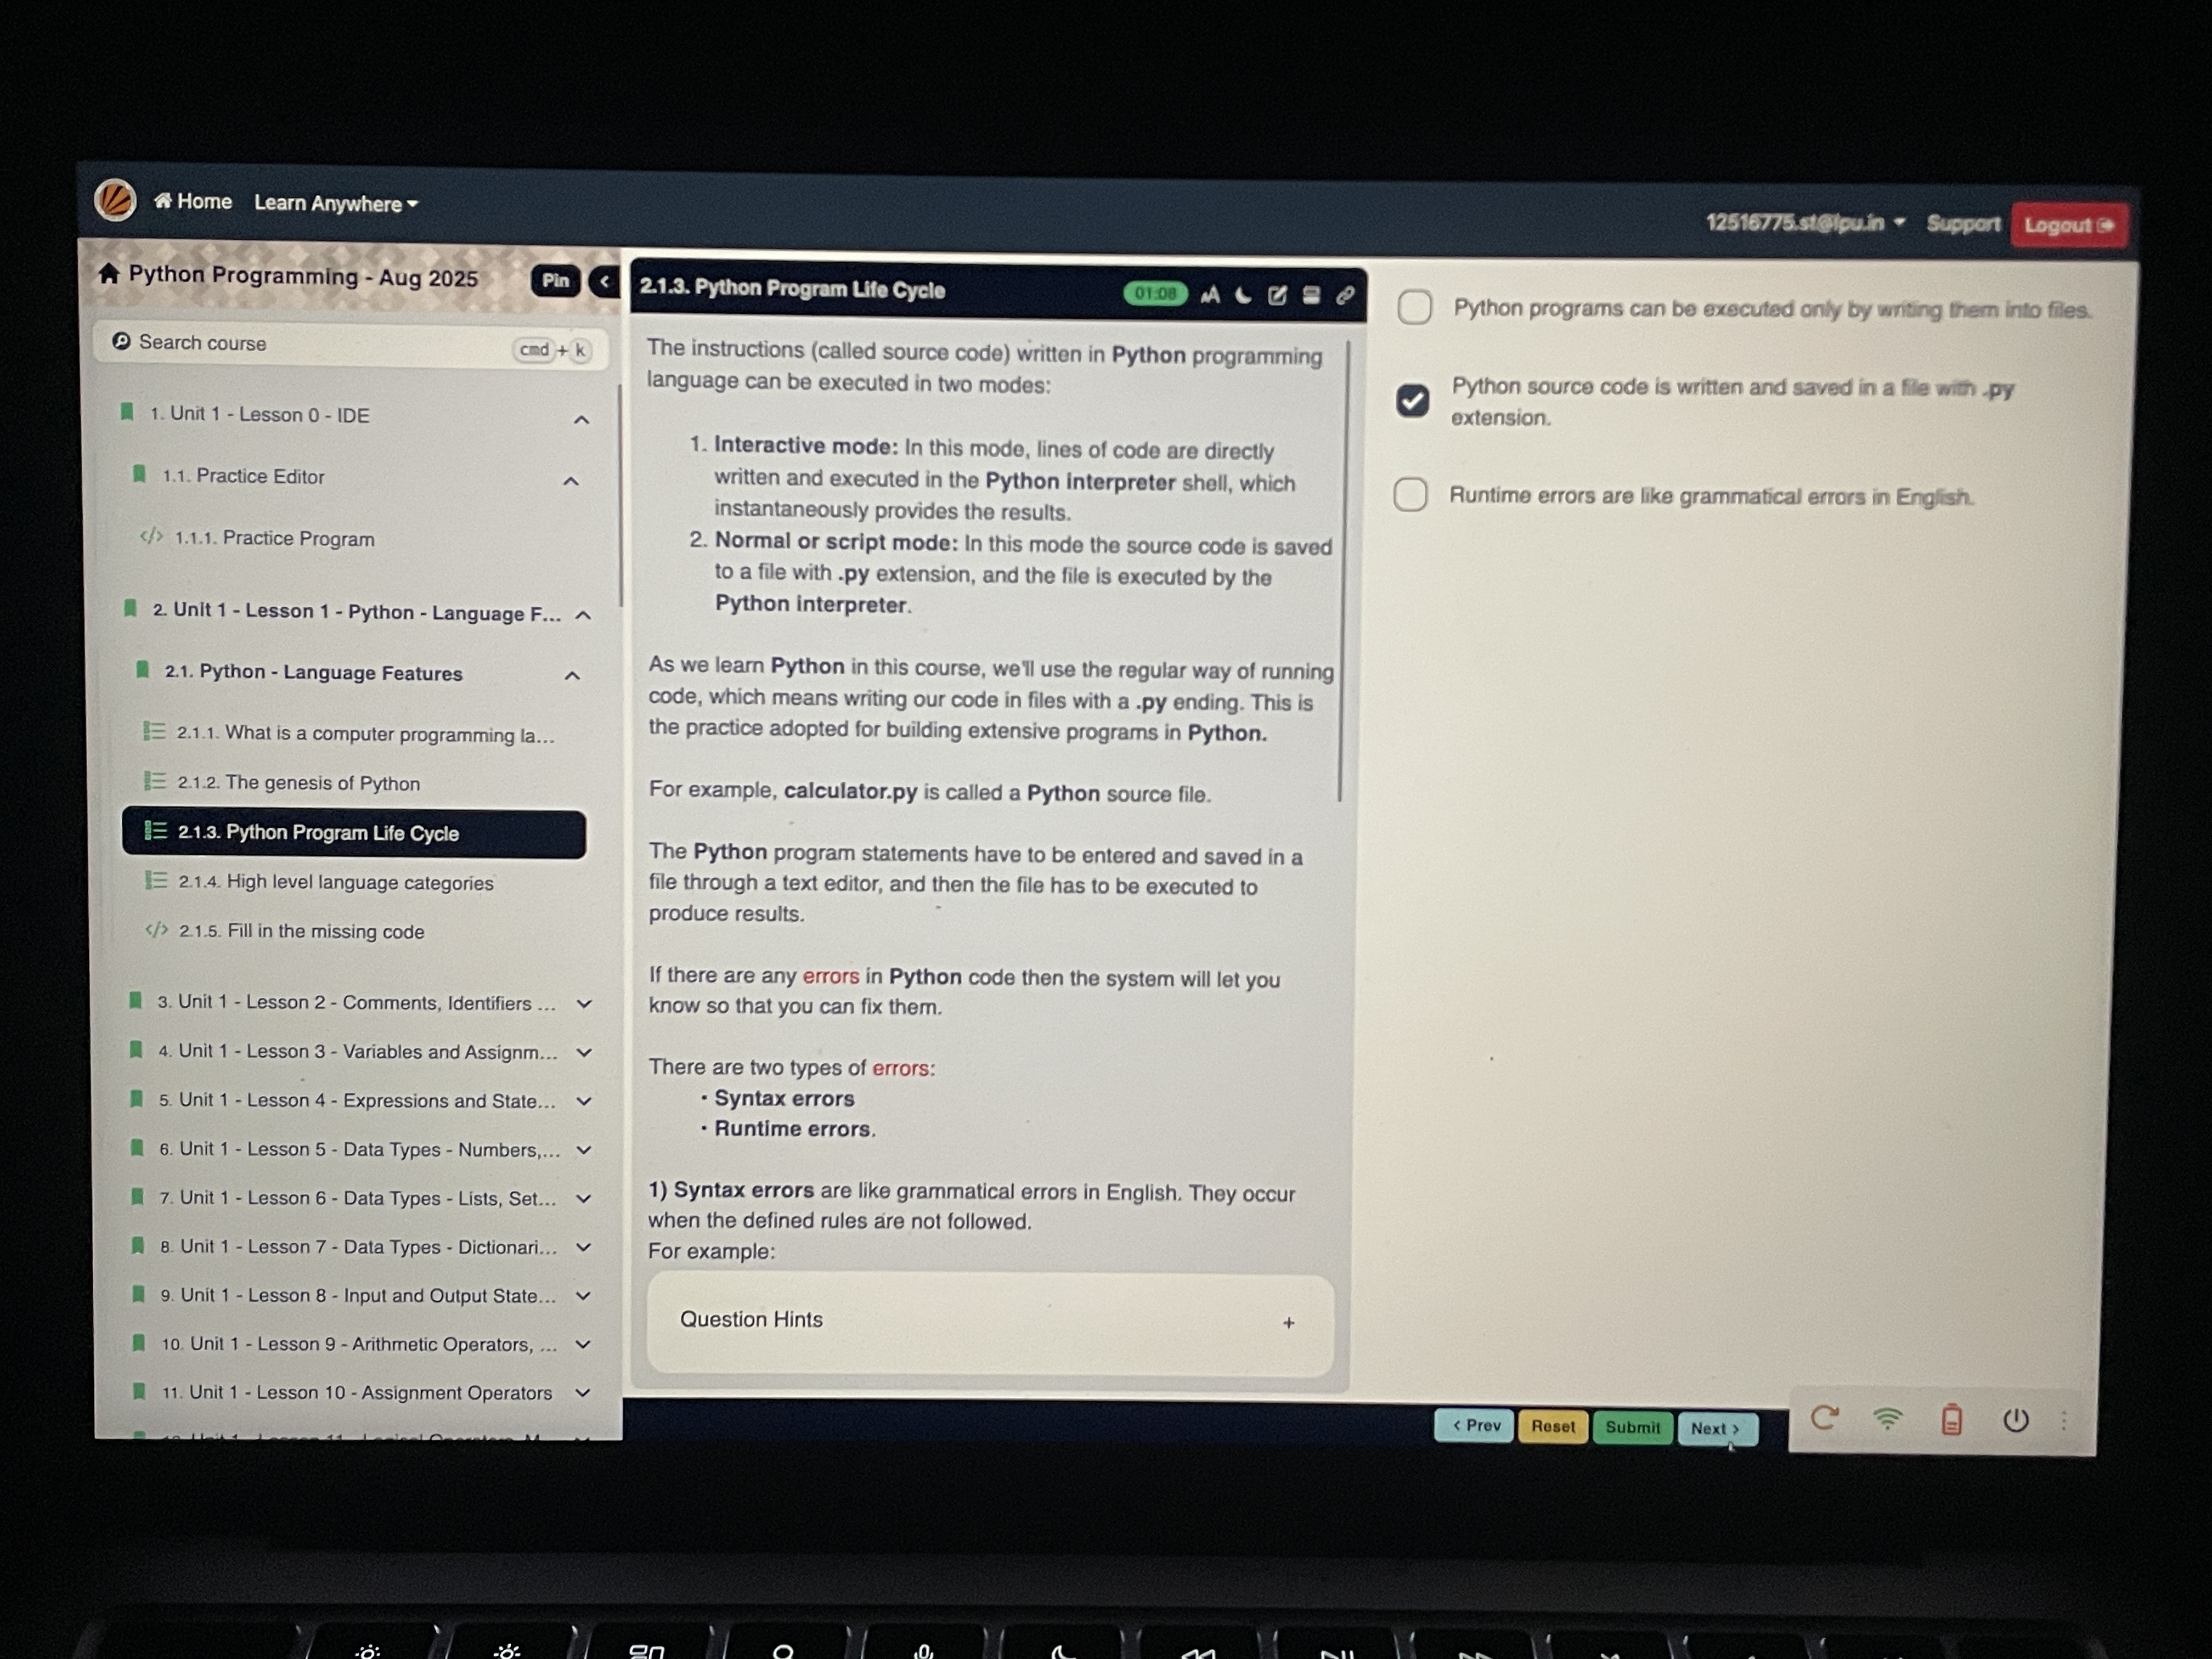 Home Learn Anywhere
12516775.st@lpu.in Support Logout
Python Programming - Aug 2025 Pin <
Search course cmd + k
1. Unit 1 - Lesson 0 - IDE
1.1. Practice Editor
</> 1.1.1. Practice Program
2. Unit 1 - Lesson 1 - Python - Language F...
2.1. Python - Language Features
2.1.1. What is a computer programming la...
2.1.2. The genesis of Python
2.1.3. Python Program Life Cycle
2.1.4. High level language categories
</> 2.1.5. Fill in the missing code
3. Unit 1 - Lesson 2 - Comments, Identifiers ...
4. Unit 1 - Lesson 3 - Variables and Assignm...
5. Unit 1 - Lesson 4 - Expressions and State...
6. Unit 1 - Lesson 5 - Data Types - Numbers,...
7. Unit 1 - Lesson 6 - Data Types - Lists, Set...
8. Unit 1 - Lesson 7 - Data Types - Dictionari...
9. Unit 1 - Lesson 8 - Input and Output State...
10. Unit 1 - Lesson 9 - Arithmetic Operators, ...
11. Unit 1 - Lesson 10 - Assignment Operators
2.1.3. Python Program Life Cycle 01:08 AA
The instructions (called source code) written in Python programming
language can be executed in two modes:
1. Interactive mode: In this mode, lines of code are directly
written and executed in the Python interpreter shell, which
instantaneously provides the results.
2. Normal or script mode: In this mode the source code is saved
to a file with .py extension, and the file is executed by the
Python interpreter.
As we learn Python in this course, we'll use the regular way of running
code, which means writing our code in files with a .py ending. This is
the practice adopted for building extensive programs in Python.
For example, calculator.py is called a Python source file.
The Python program statements have to be entered and saved in a
file through a text editor, and then the file has to be executed to
produce results.
If there are any errors in Python code then the system will let you
know so that you can fix them.
There are two types of errors:
• Syntax errors
• Runtime errors.
1) Syntax errors are like grammatical errors in English. They occur
when the defined rules are not followed.
For example:
Question Hints +
Python programs can be executed only by writing them into files.
Python source code is written and saved in a file with .py
extension.
Runtime errors are like grammatical errors in English.
< Prev Reset Submit Next >